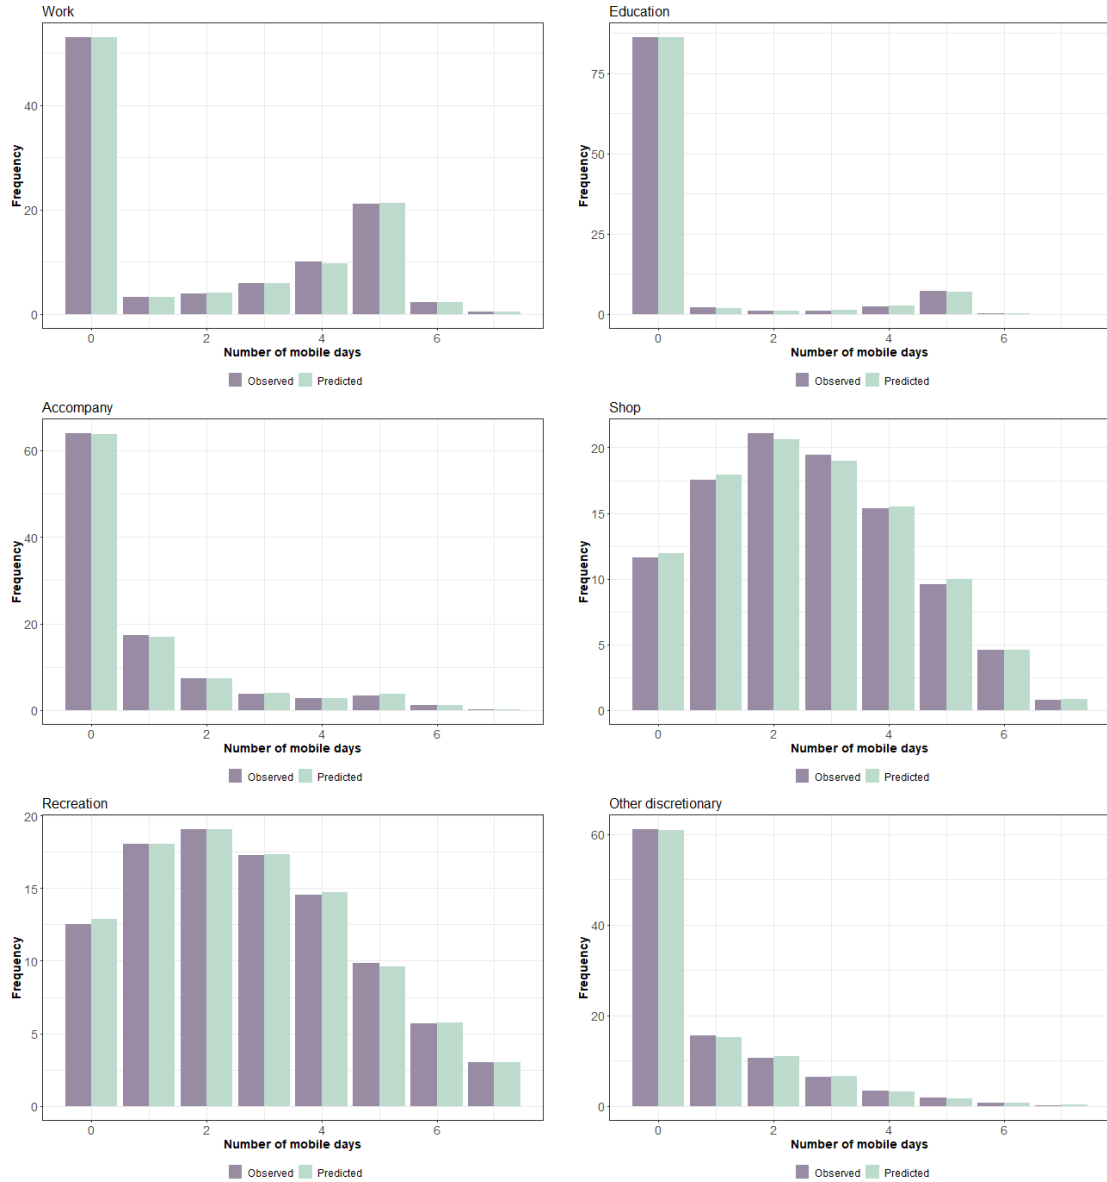 Work
Frequency
40
20
0
0 2 4 6
Number of mobile days
Observed Predicted
Education
Frequency
75
50
25
0
0 2 4 6
Number of mobile days
Observed Predicted
Accompany
Frequency
60
40
20
0
0 2 4 6
Number of mobile days
Observed Predicted
Shop
Frequency
20
15
10
5
0
0 2 4 6
Number of mobile days
Observed Predicted
Recreation
Frequency
20
15
10
5
0
0 2 4 6
Number of mobile days
Observed Predicted
Other discretionary
Frequency
60
40
20
0
0 2 4 6
Number of mobile days
Observed Predicted